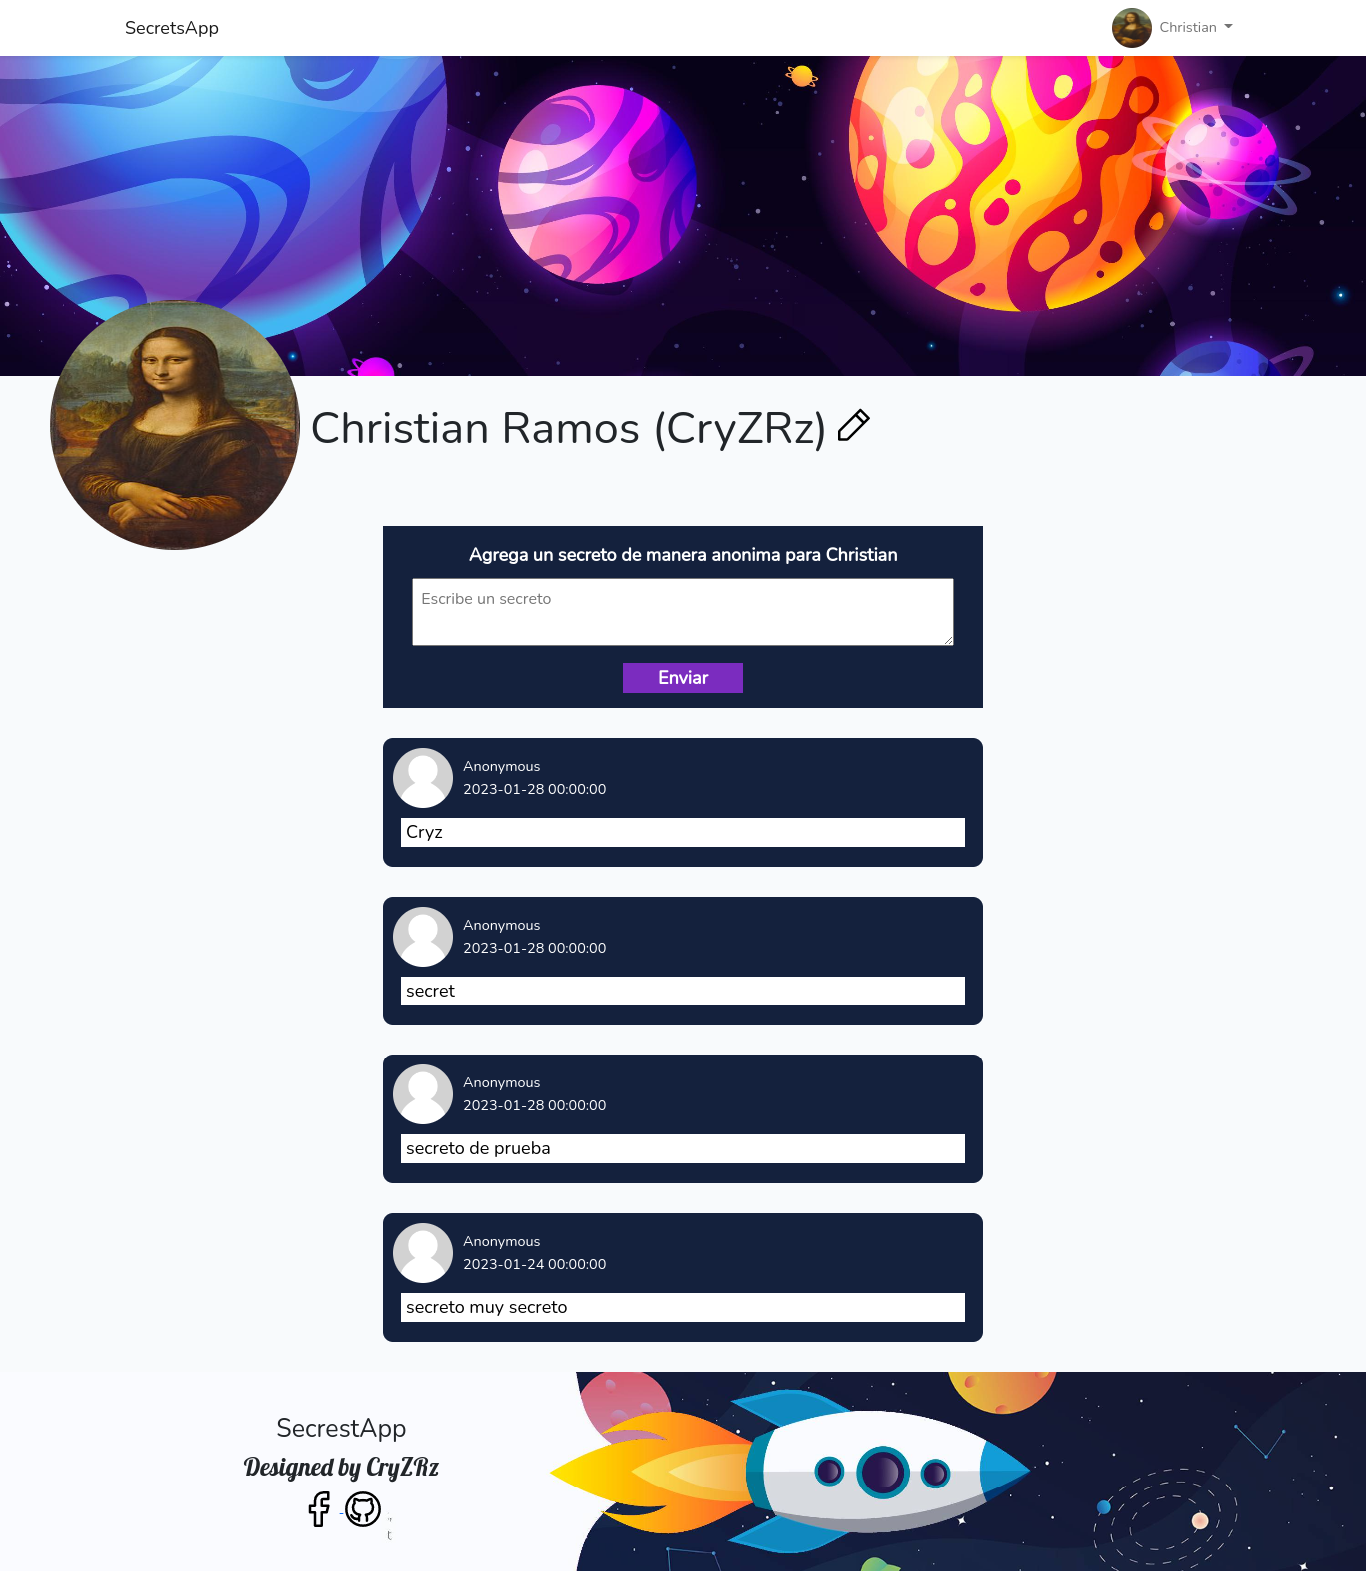 SecretsApp
Christian
Christian Ramos (CryZRz)
Agrega un secreto de manera anonima para Christian
Escribe un secreto
Enviar
Anonymous
2023-01-28 00:00:00
Cryz
Anonymous
2023-01-28 00:00:00
secret
Anonymous
2023-01-28 00:00:00
secreto de prueba
Anonymous
2023-01-24 00:00:00
secreto muy secreto
SecrestApp
Designed by CryZRz
-
" t